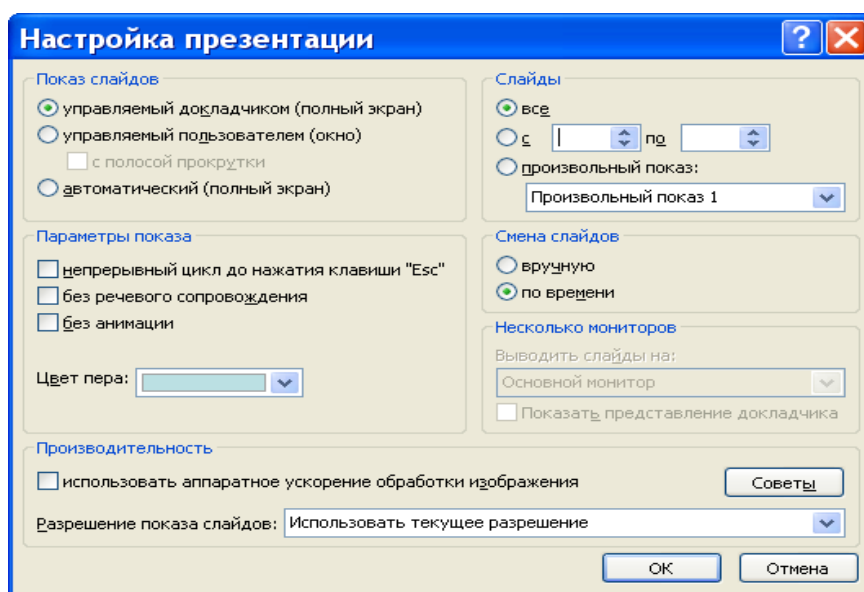 Настройка презентации
Показ слайдов
управляемый докладчиком (полный экран)
управляемый пользователем (окно)
с полосой прокрутки
автоматический (полный экран)
Слайды
все
с по
произвольный показ:
Произвольный показ 1
Параметры показа
непрерывный цикл до нажатия клавиши "Esc"
без речевого сопровождения
без анимации
Цвет пера:
Смена слайдов
вручную
по времени
Несколько мониторов
Выводить слайды на:
Основной монитор
Показать представление докладчика
Производительность
использовать аппаратное ускорение обработки изображения
Советы
Разрешение показа слайдов: Использовать текущее разрешение
ОК Отмена